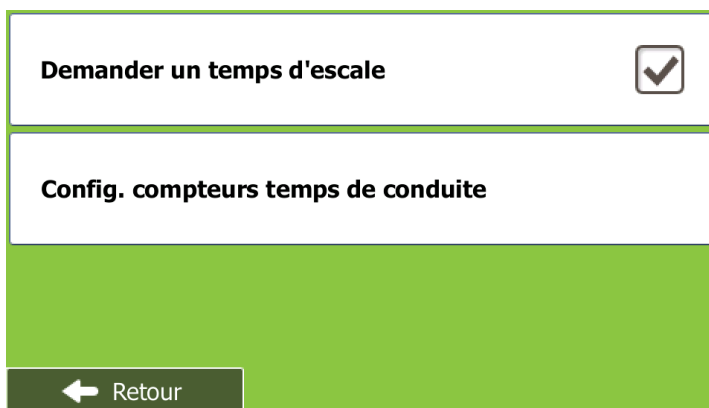 Demander un temps d'escale
Config. compteurs temps de conduite
Retour